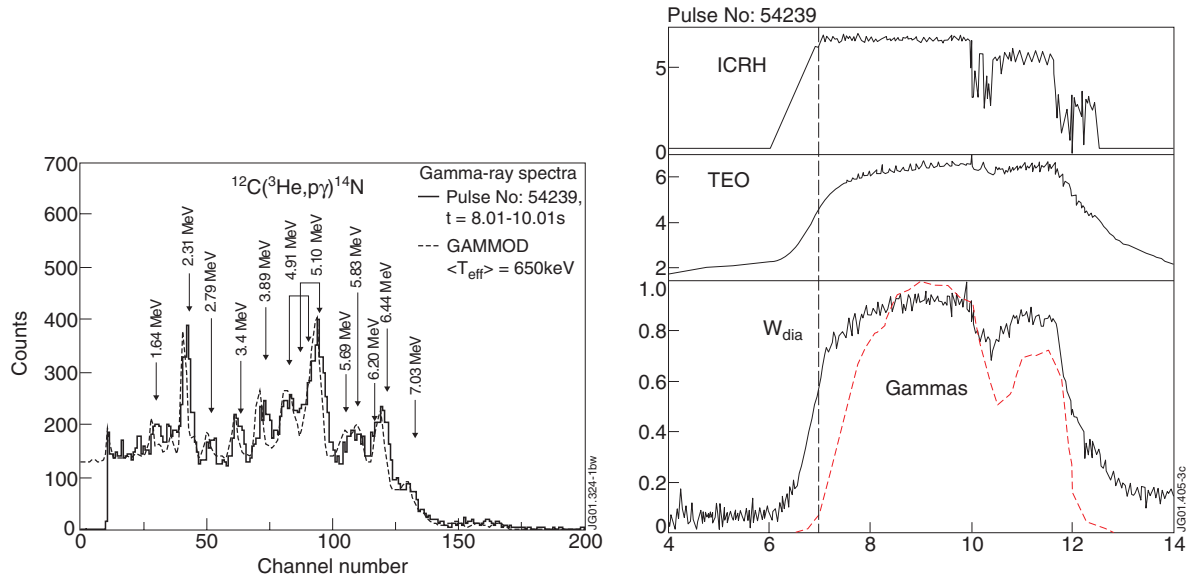 700
600
500
400
300
200
100
0
Counts
¹²C(³He,pγ)¹⁴N
Gamma-ray spectra
Pulse No: 54239,
t = 8.01-10.01s
GAMMOD
<T_eff> = 650keV
1.64 MeV
2.31 MeV
2.79 MeV
3.4 MeV
3.89 MeV
4.91 MeV
5.10 MeV
5.69 MeV
5.83 MeV
6.20 MeV
6.44 MeV
7.03 MeV
0
50
100
150
200
Channel number
JG01.324-1bw
Pulse No: 54239
ICRH
5
0
TEO
6
4
2
1.0
0.8
0.6
0.4
0.2
0
W_dia
Gammas
4
6
8
10
12
14
JG01.405-3c